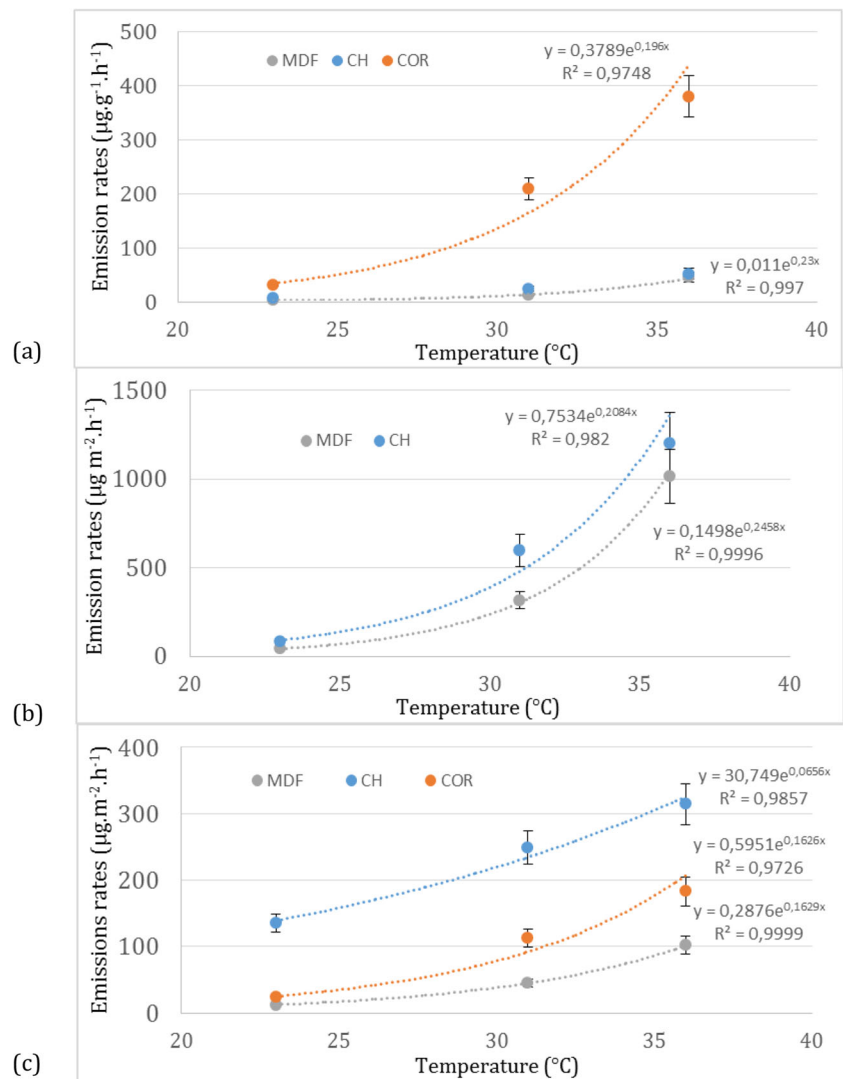 500
400
300
200
100
0
Emission rates (µg.g⁻¹.h⁻¹)
MDF CH COR
y = 0,3789e^0,196x
R² = 0,9748
y = 0,011e^0,23x
R² = 0,997
20 25 30 35 40
Temperature (°C)
(a)
1500
1000
500
0
Emission rates (µg m⁻².h⁻¹)
MDF CH
y = 0,7534e^0,2084x
R² = 0,982
y = 0,1498e^0,2458x
R² = 0,9996
20 25 30 35 40
Temperature (°C)
(b)
400
300
200
100
0
Emissions rates (µg.m⁻².h⁻¹)
MDF CH COR
y = 30,749e^0,0656x
R² = 0,9857
y = 0,5951e^0,1626x
R² = 0,9726
y = 0,2876e^0,1629x
R² = 0,9999
20 25 30 35 40
Temperature (°C)
(c)